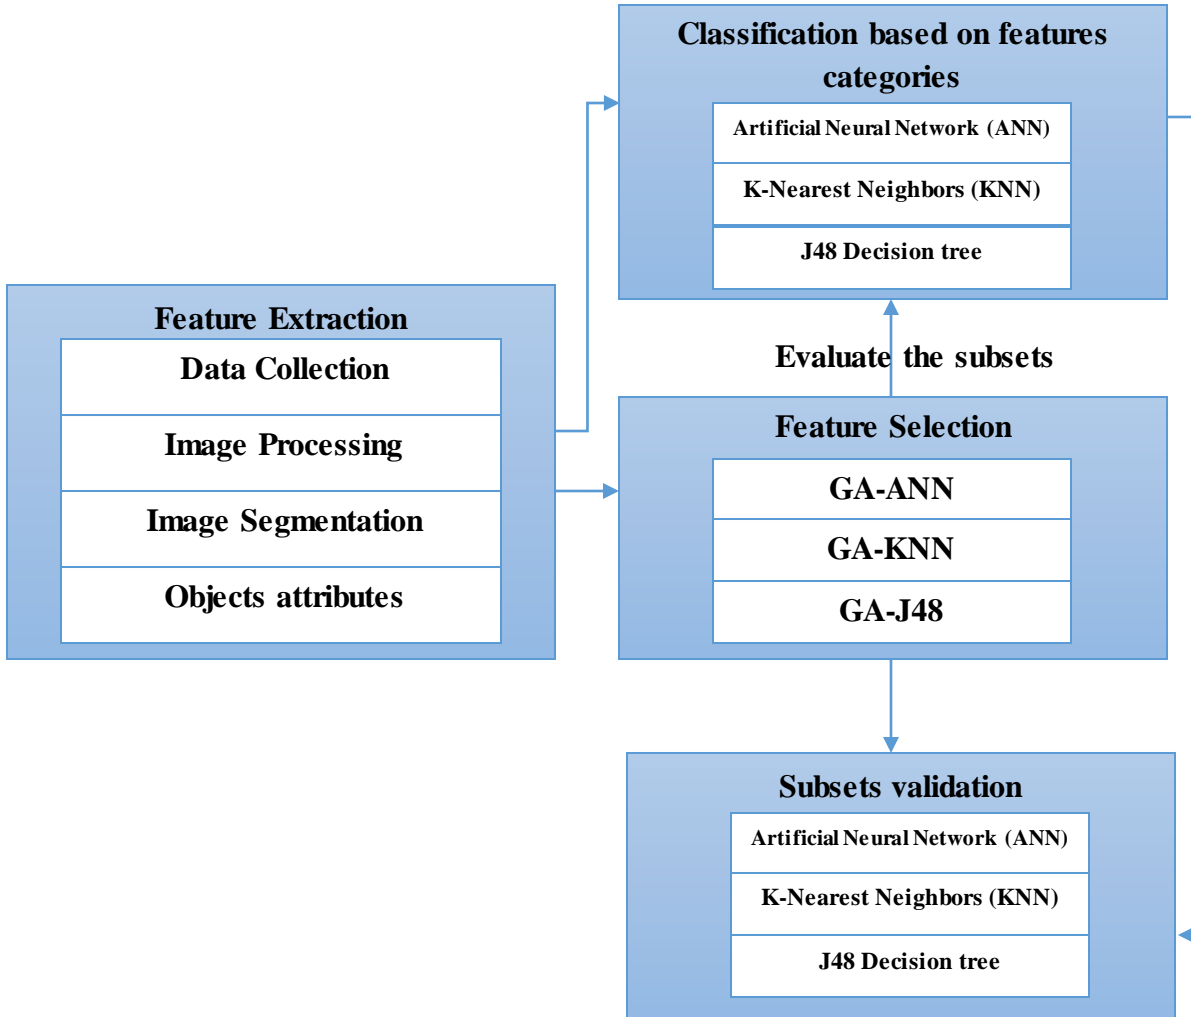 Classification based on features
categories
Artificial Neural Network (ANN)
K-Nearest Neighbors (KNN)
J48 Decision tree
Feature Extraction
Data Collection
Image Processing
Image Segmentation
Objects attributes
Evaluate the subsets
Feature Selection
GA-ANN
GA-KNN
GA-J48
Subsets validation
Artificial Neural Network (ANN)
K-Nearest Neighbors (KNN)
J48 Decision tree